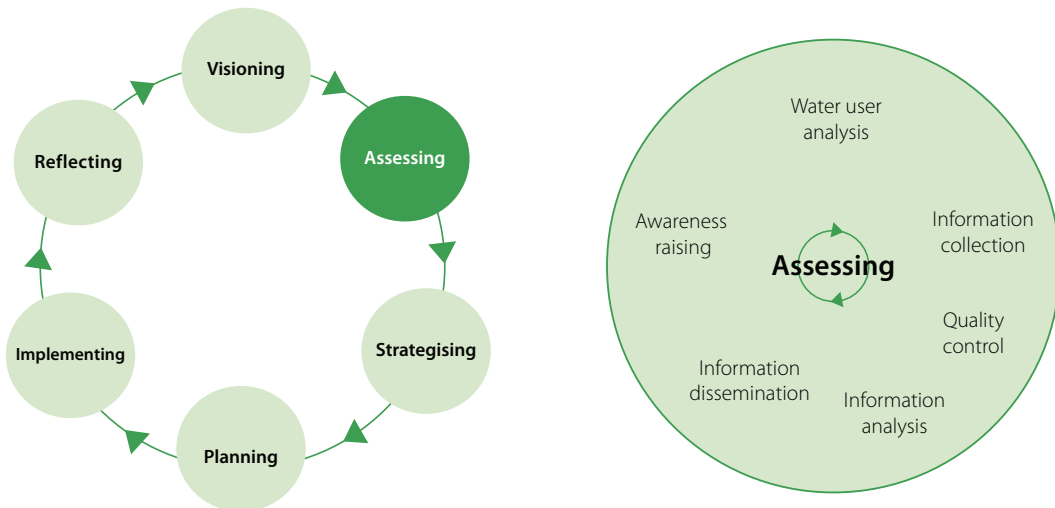 Visioning
Assessing
Strategising
Planning
Implementing
Reflecting
Water user
analysis
Information
collection
Quality
control
Information
analysis
Information
dissemination
Awareness
raising
Assessing